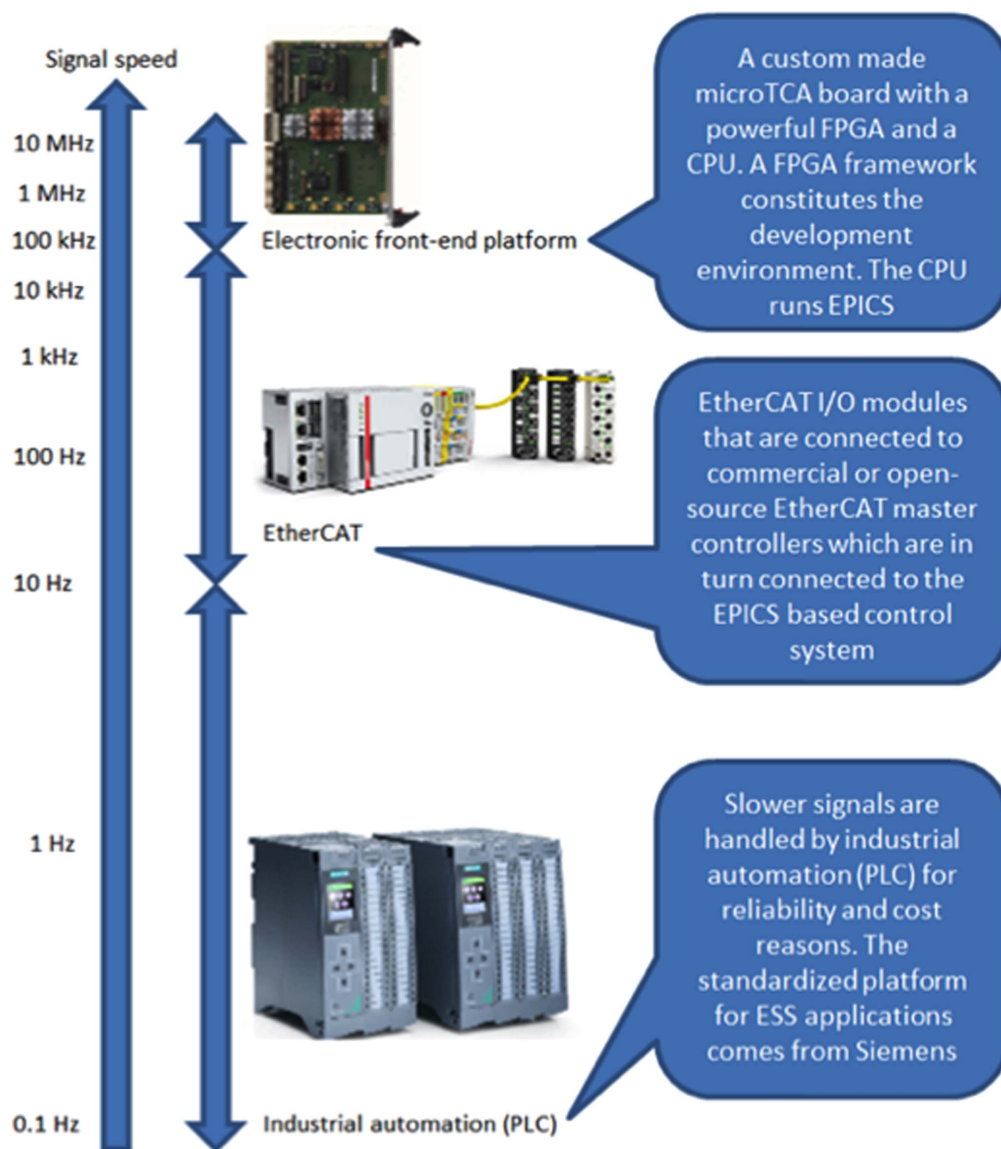 Signal speed
10 MHz
1 MHz
100 kHz
10 kHz
1 kHz
100 Hz
10 Hz
1 Hz
0.1 Hz
Electronic front-end platform
A custom made
microTCA board with a
powerful FPGA and a
CPU. A FPGA framework
constitutes the
development
environment. The CPU
runs EPICS
EtherCAT
EtherCAT I/O modules
that are connected to
commercial or open-
source EtherCAT master
controllers which are in
turn connected to the
EPICS based control
system
Industrial automation (PLC)
Slower signals are
handled by industrial
automation (PLC) for
reliability and cost
reasons. The
standardized platform
for ESS applications
comes from Siemens